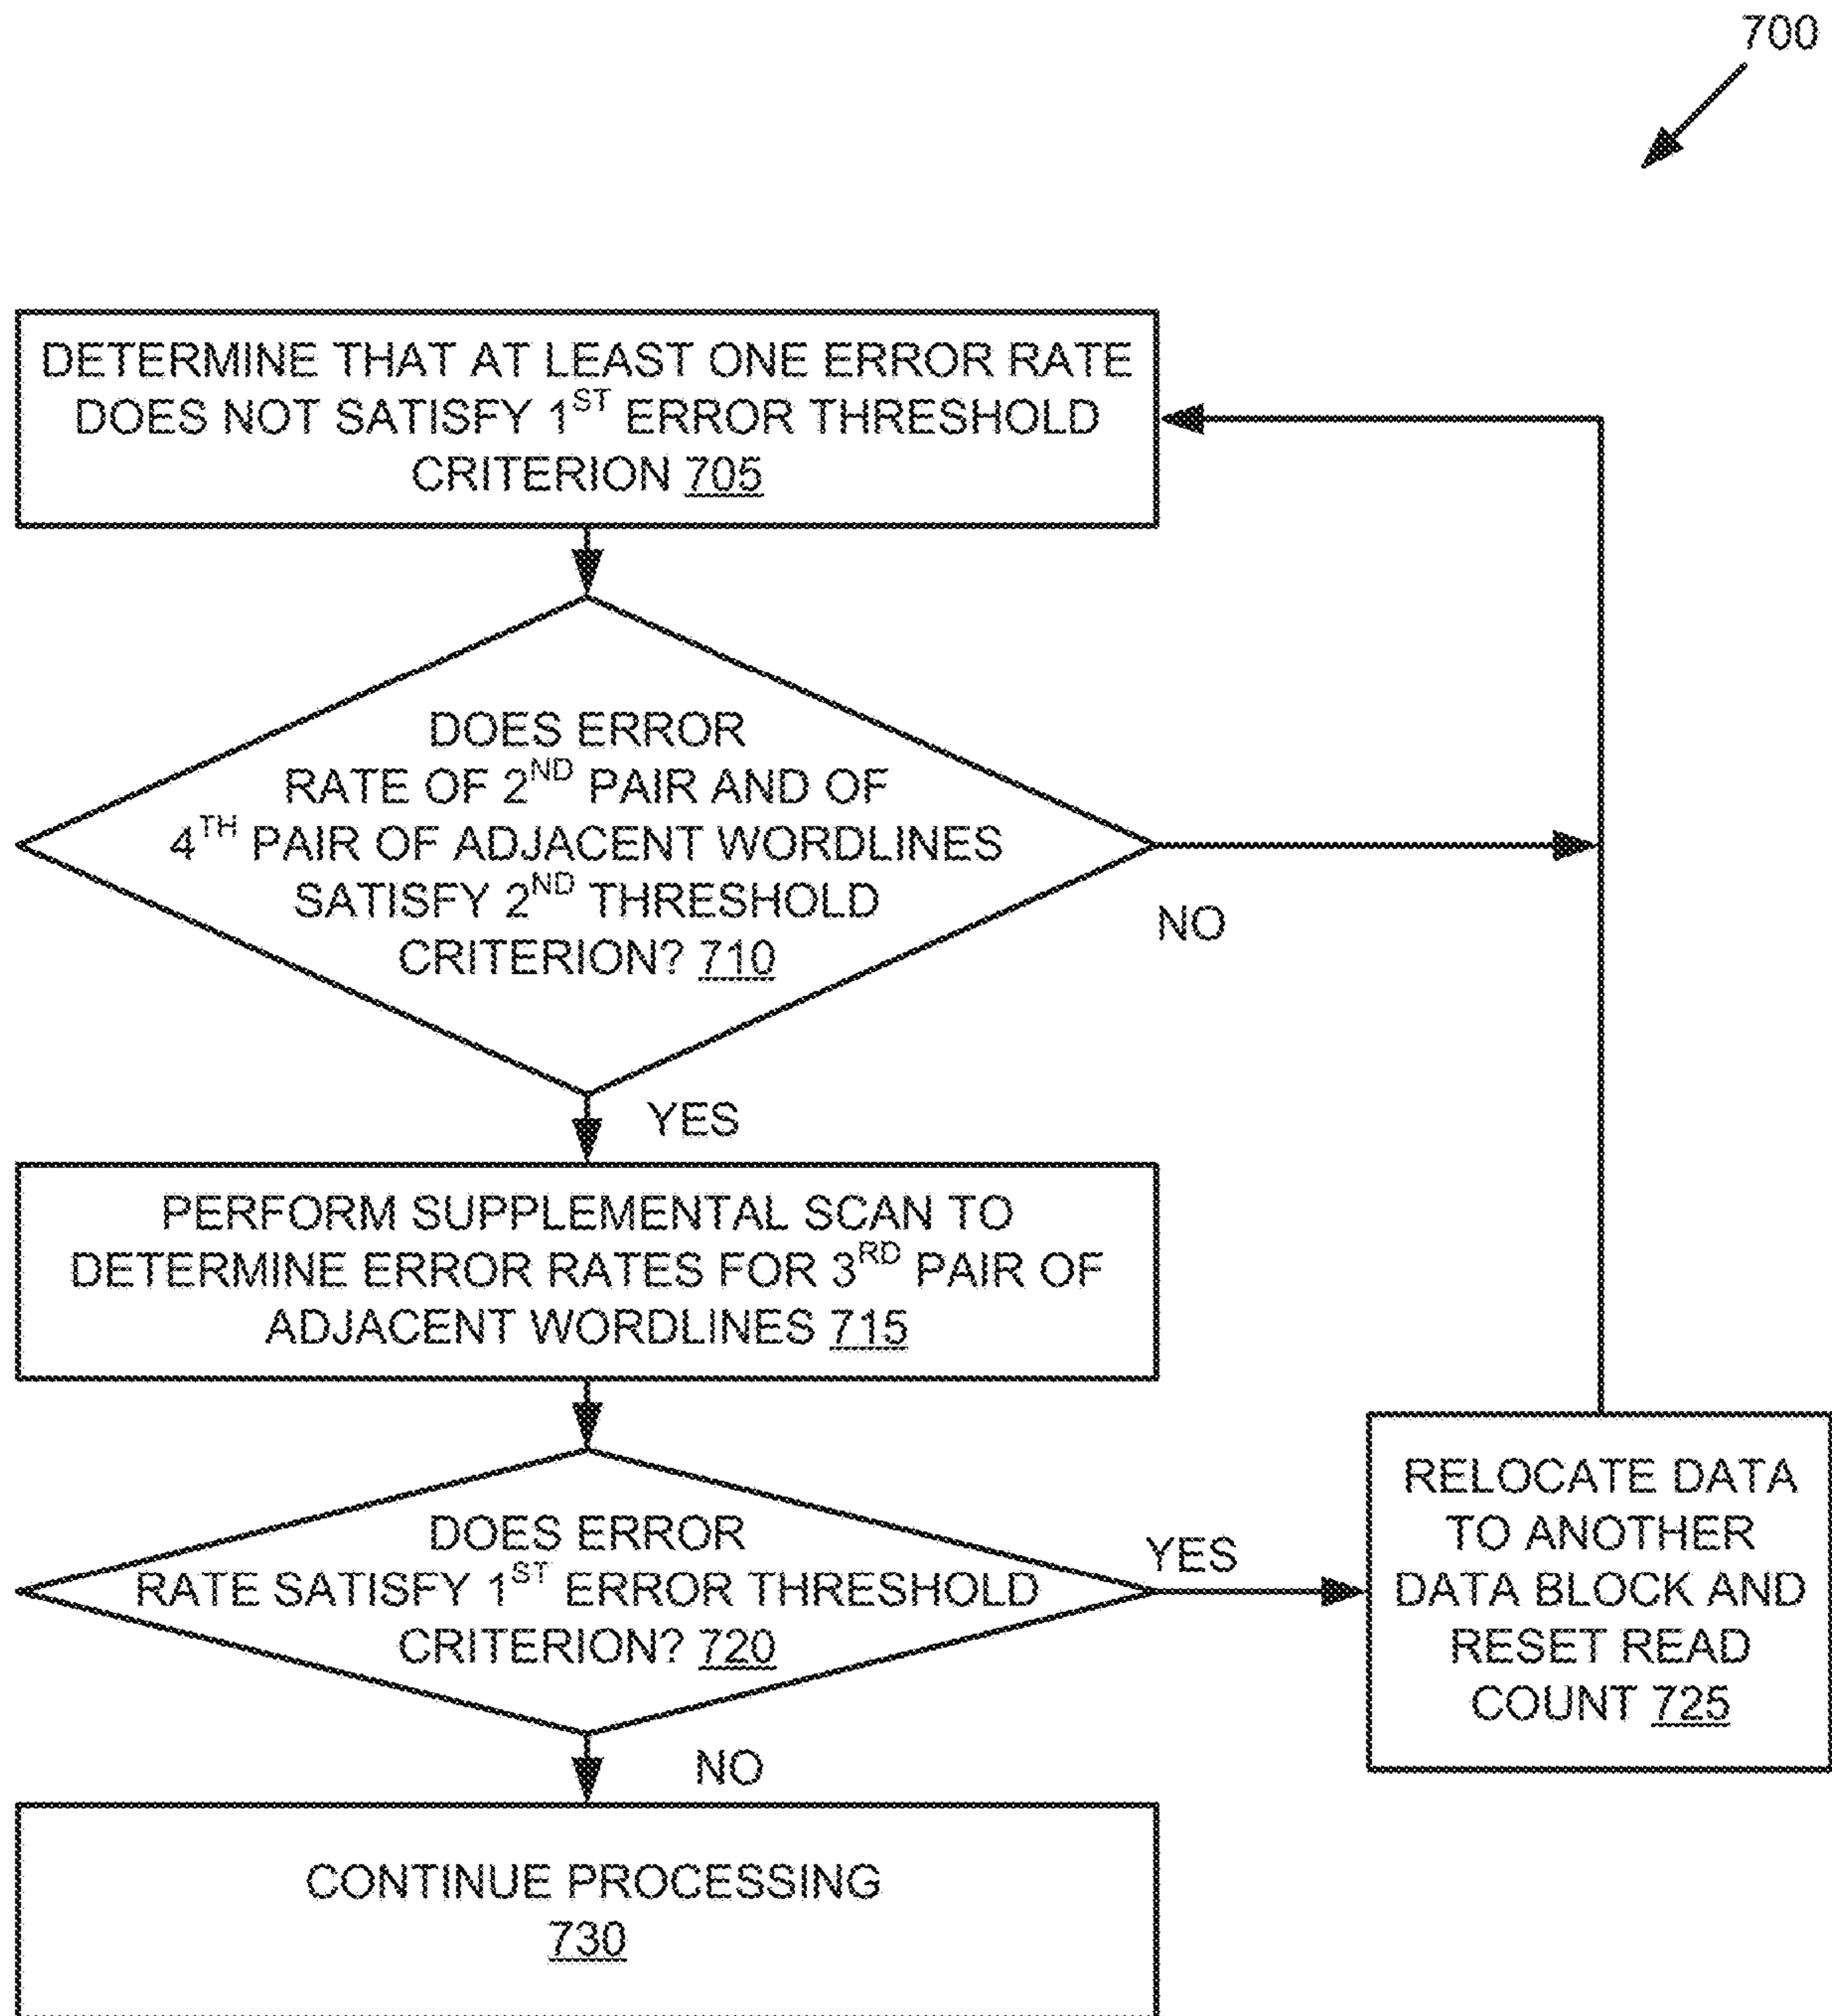 700
DETERMINE THAT AT LEAST ONE ERROR RATE
DOES NOT SATISFY 1ST ERROR THRESHOLD
CRITERION 705
DOES ERROR
RATE OF 2ND PAIR AND OF
4TH PAIR OF ADJACENT WORDLINES
SATISFY 2ND THRESHOLD
CRITERION? 710
NO
YES
PERFORM SUPPLEMENTAL SCAN TO
DETERMINE ERROR RATES FOR 3RD PAIR OF
ADJACENT WORDLINES 715
DOES ERROR
RATE SATISFY 1ST ERROR THRESHOLD
CRITERION? 720
YES
RELOCATE DATA
TO ANOTHER
DATA BLOCK AND
RESET READ
COUNT 725
NO
CONTINUE PROCESSING
730